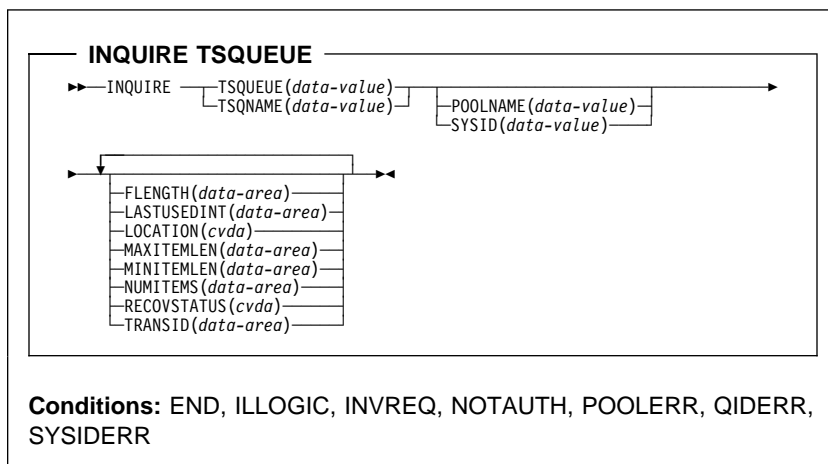 INQUIRE TSQUEUE
INQUIRE TSQUEUE(data-value)
TSQNAME(data-value)
POOLNAME(data-value)
SYSID(data-value)
FLENGTH(data-area)
LASTUSEDINT(data-area)
LOCATION(cvda)
MAXITEMLEN(data-area)
MINITEMLEN(data-area)
NUMITEMS(data-area)
RECOVSTATUS(cvda)
TRANSID(data-area)
Conditions: END, ILLOGIC, INVREQ, NOTAUTH, POOLERR, QIDERR,
SYSIDERR